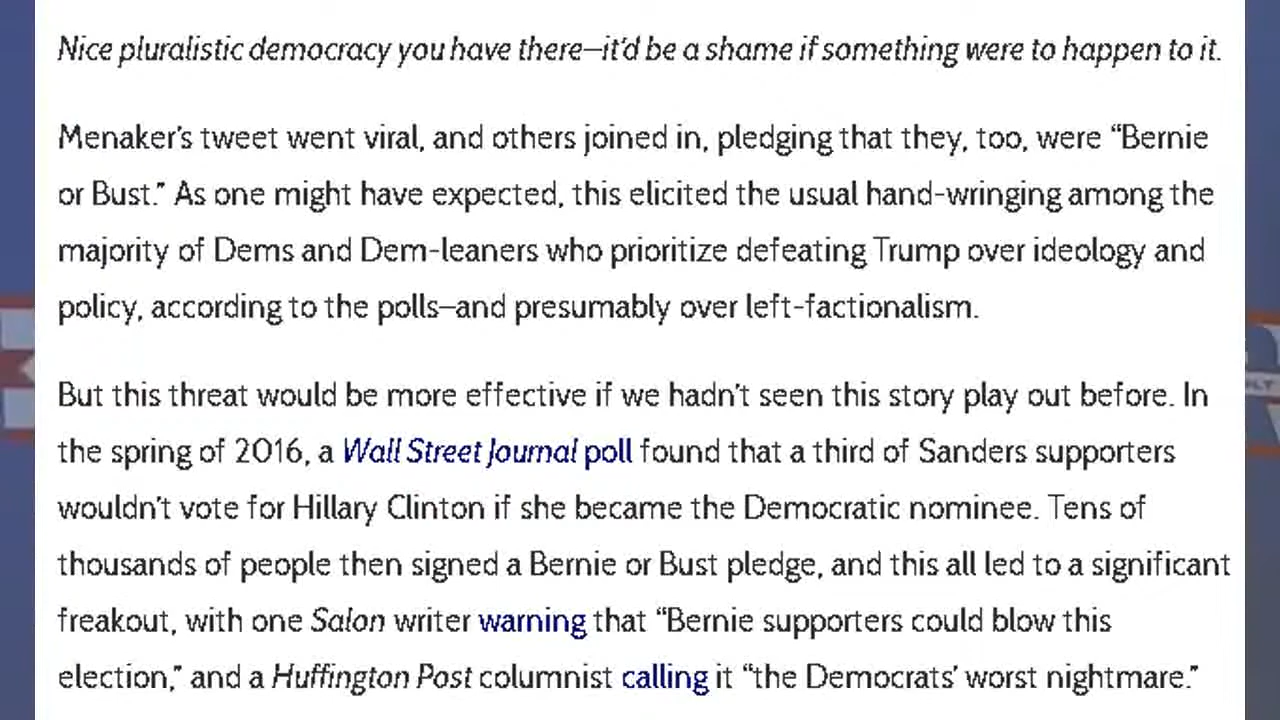 Nice pluralistic democracy you have there—it'd be a shame if something were to happen to it.
Menaker's tweet went viral, and others joined in, pledging that they, too, were “Bernie
or Bust.” As one might have expected, this elicited the usual hand-wringing among the
majority of Dems and Dem-leaners who prioritize defeating Trump over ideology and
policy, according to the polls—and presumably over left-factionalism.
But this threat would be more effective if we hadn't seen this story play out before. In
the spring of 2016, a Wall Street Journal poll found that a third of Sanders supporters
wouldn't vote for Hillary Clinton if she became the Democratic nominee. Tens of
thousands of people then signed a Bernie or Bust pledge, and this all led to a significant
freakout, with one Salon writer warning that “Bernie supporters could blow this
election,” and a Huffington Post columnist calling it “the Democrats' worst nightmare.”